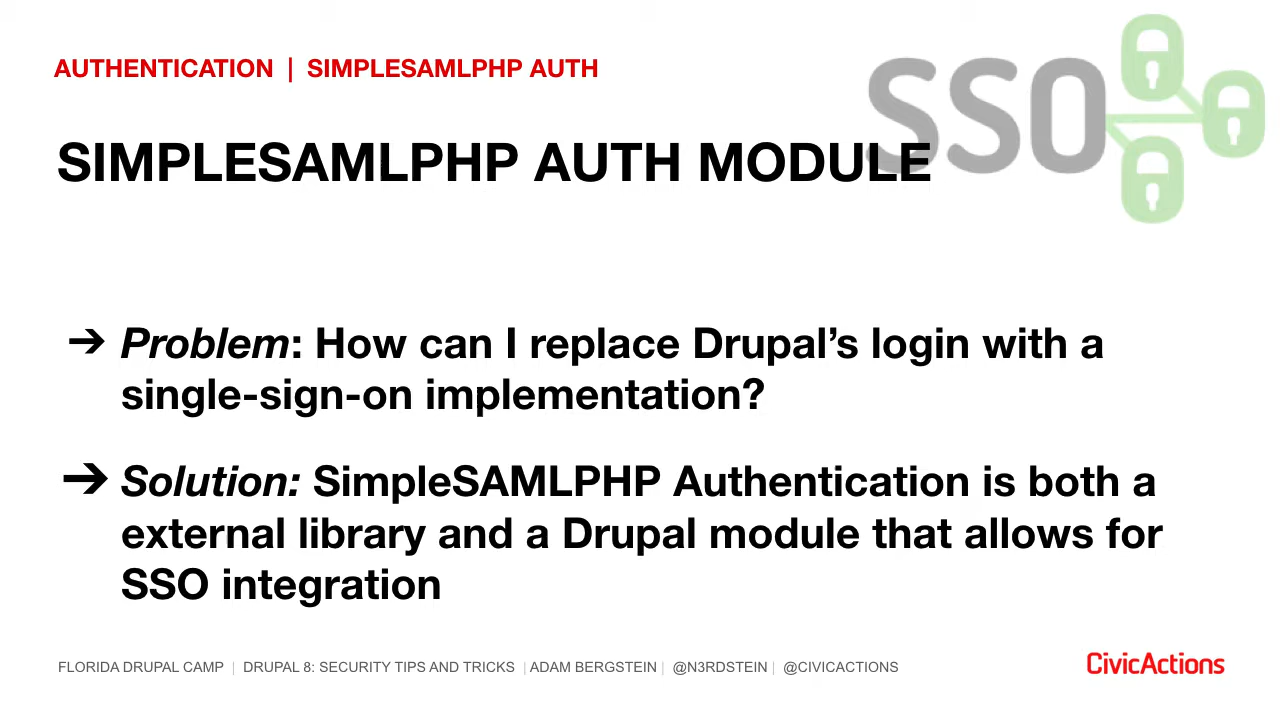 AUTHENTICATION | SIMPLESAMLPHP AUTH
SSO
SIMPLESAMLPHP AUTH MODULE
➔ Problem: How can I replace Drupal’s login with a
single-sign-on implementation?
➔ Solution: SimpleSAMLPHP Authentication is both a
external library and a Drupal module that allows for
SSO integration
FLORIDA DRUPAL CAMP | DRUPAL 8: SECURITY TIPS AND TRICKS | ADAM BERGSTEIN | @N3RDSTEIN | @CIVICACTIONS
CivicActions